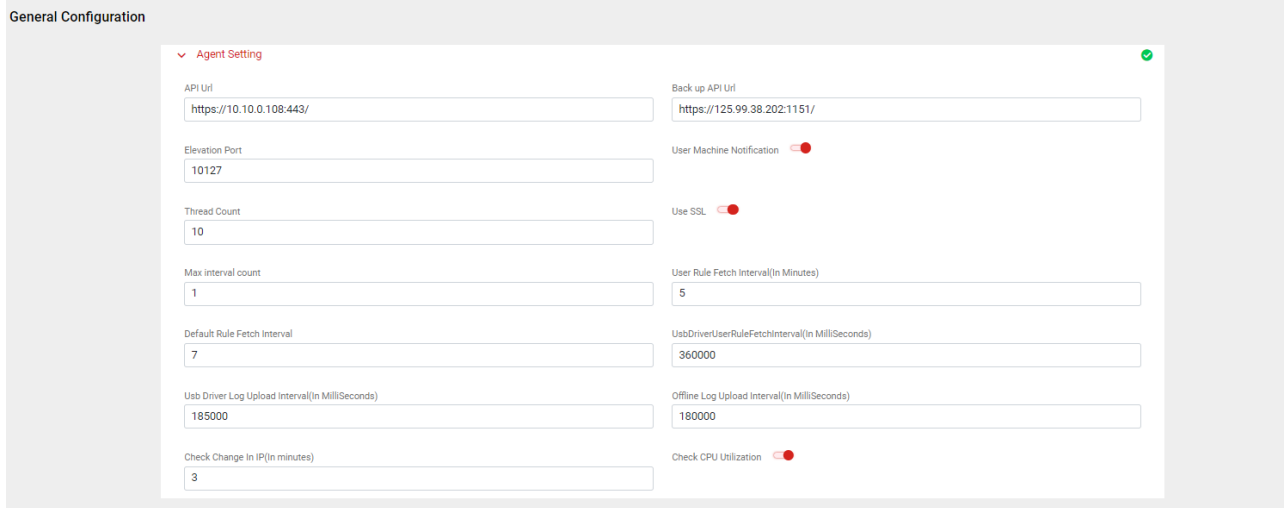 General Configuration
Agent Setting
API Url
Back up API Url
https://10.10.0.108:443/
https://125.99.38.202:1151/
Elevation Port
User Machine Notification
10127
Thread Count
Use SSL
10
Max interval count
User Rule Fetch Interval(In Minutes)
1
5
Default Rule Fetch Interval
UsbDriverUserRuleFetchInterval(In MilliSeconds)
7
360000
Usb Driver Log Upload Interval(In MilliSeconds)
Offline Log Upload Interval(In MilliSeconds)
185000
180000
Check Change In IP(In minutes)
Check CPU Utilization
3